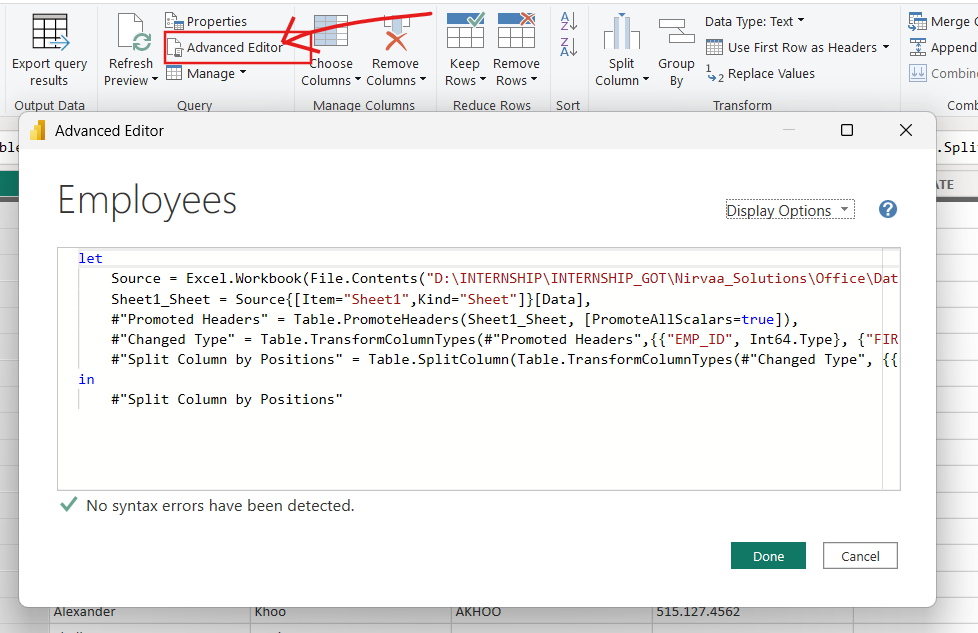 Properties
Advanced Editor
Manage
Export query
results
Refresh
Preview
Choose
Columns
Remove
Columns
Keep
Rows
Remove
Rows
Split
Column
Group
By
Data Type: Text
Use First Row as Headers
Replace Values
Merge
Append
Combin
Output Data
Query
Manage Columns
Reduce Rows
Sort
Transform
Comb
Advanced Editor
ble
.Spli
ATE
Employees
Display Options
let
Source = Excel.Workbook(File.Contents("D:\INTERNSHIP\INTERNSHIP_GOT\Nirvaa_Solutions\Office\Dat
Sheet1_Sheet = Source{[Item="Sheet1",Kind="Sheet"]}[Data],
#"Promoted Headers" = Table.PromoteHeaders(Sheet1_Sheet, [PromoteAllScalars=true]),
#"Changed Type" = Table.TransformColumnTypes(#"Promoted Headers",{{"EMP_ID", Int64.Type}, {"FIR
#"Split Column by Positions" = Table.SplitColumn(Table.TransformColumnTypes(#"Changed Type", {{
in
#"Split Column by Positions"
No syntax errors have been detected.
Done
Cancel
Alexander Khoo AKHOO 515.127.4562